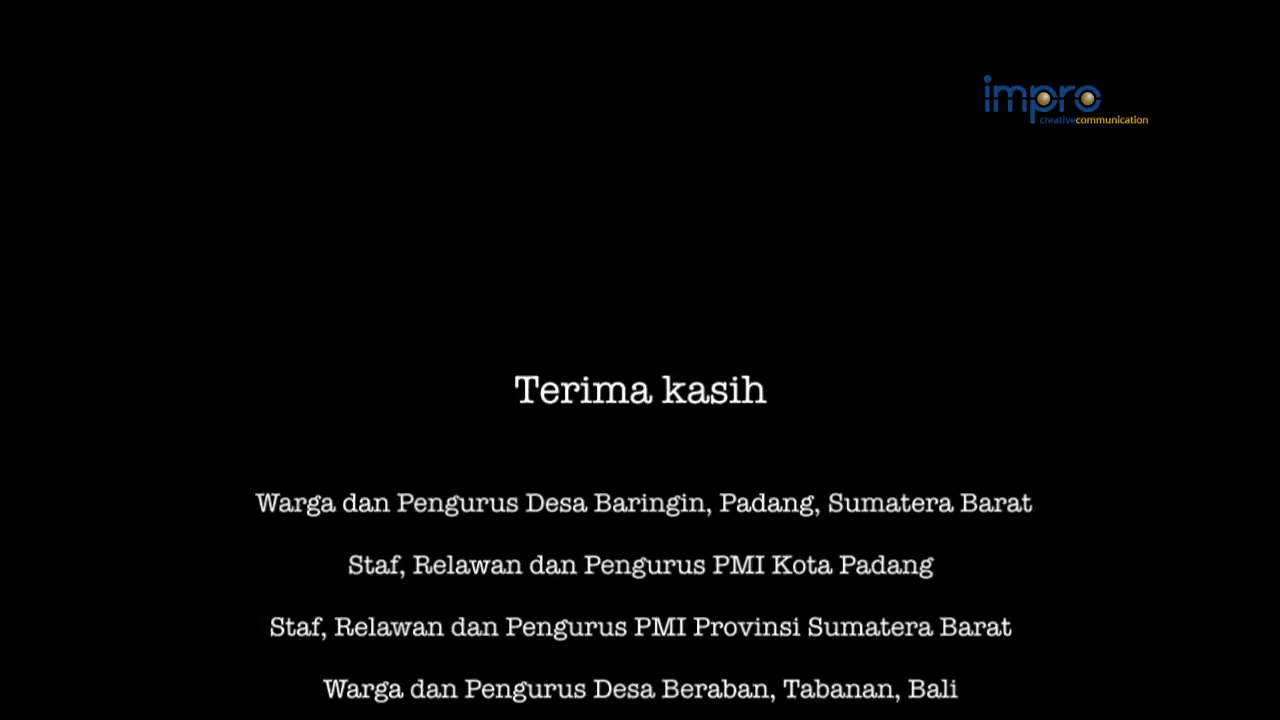 impro
creativecommunication
Terima kasih
Warga dan Pengurus Desa Baringin, Padang, Sumatera Barat
Staf, Relawan dan Pengurus PMI Kota Padang
Staf, Relawan dan Pengurus PMI Provinsi Sumatera Barat
Warga dan Pengurus Desa Beraban, Tabanan, Bali